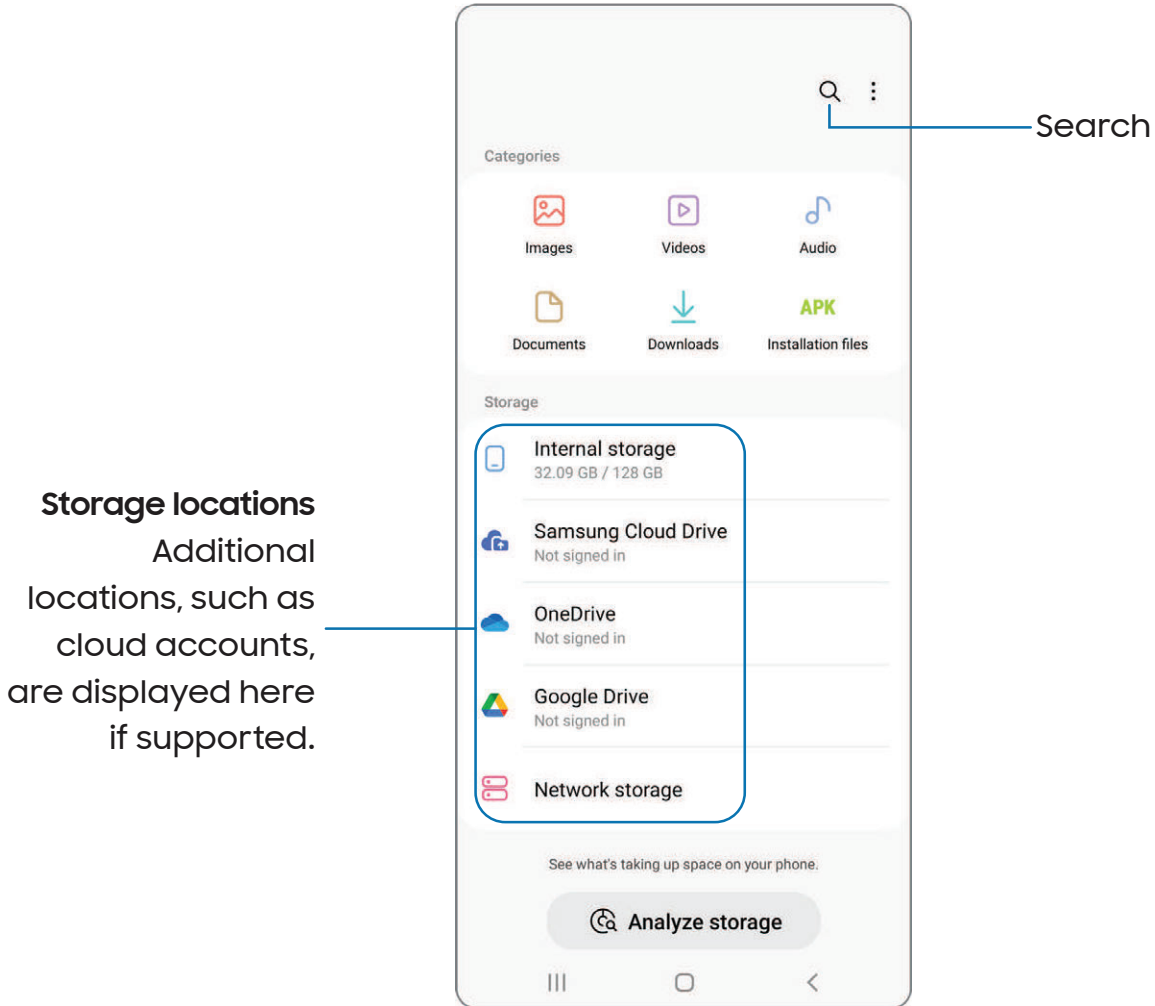 Search
Categories
Images
Videos
Audio
Documents
Downloads
APK
Installation files
Storage
Internal storage
32.09 GB / 128 GB
Samsung Cloud Drive
Not signed in
OneDrive
Not signed in
Google Drive
Not signed in
Network storage
Storage locations
Additional
locations, such as
cloud accounts,
are displayed here
if supported.
See what's taking up space on your phone.
Analyze storage